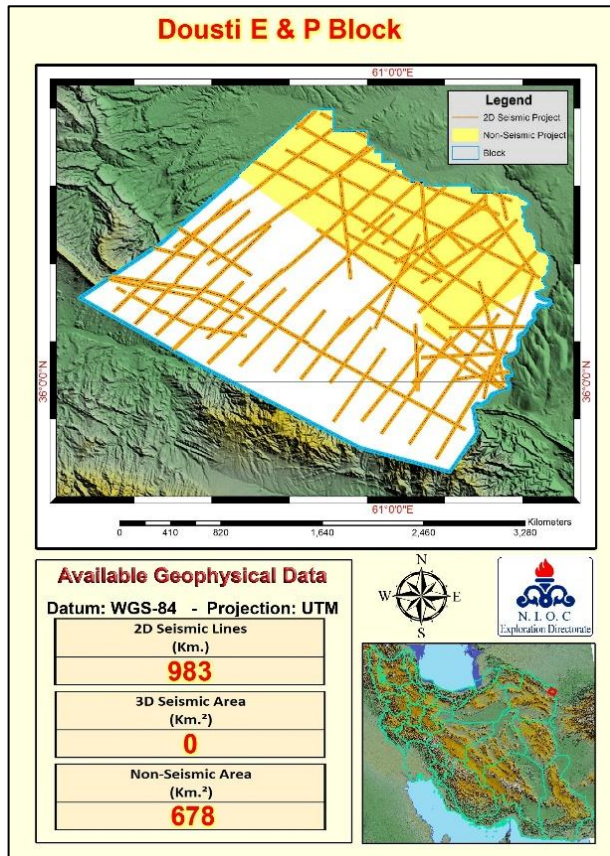 Dousti E & P Block
61°0'0"E
Legend
2D Seismic Project
Non-Seismic Project
Block
36°0'0"N
36°0'0"N
61°0'0"E
Kilometers
0 410 820 1,640 2,460 3,280
Available Geophysical Data
Datum: WGS-84 - Projection: UTM
2D Seismic Lines
(Km.)
983
3D Seismic Area
(Km.²)
0
Non-Seismic Area
(Km.²)
678
N
W E
S
N. I. O. C
Exploration Directorate